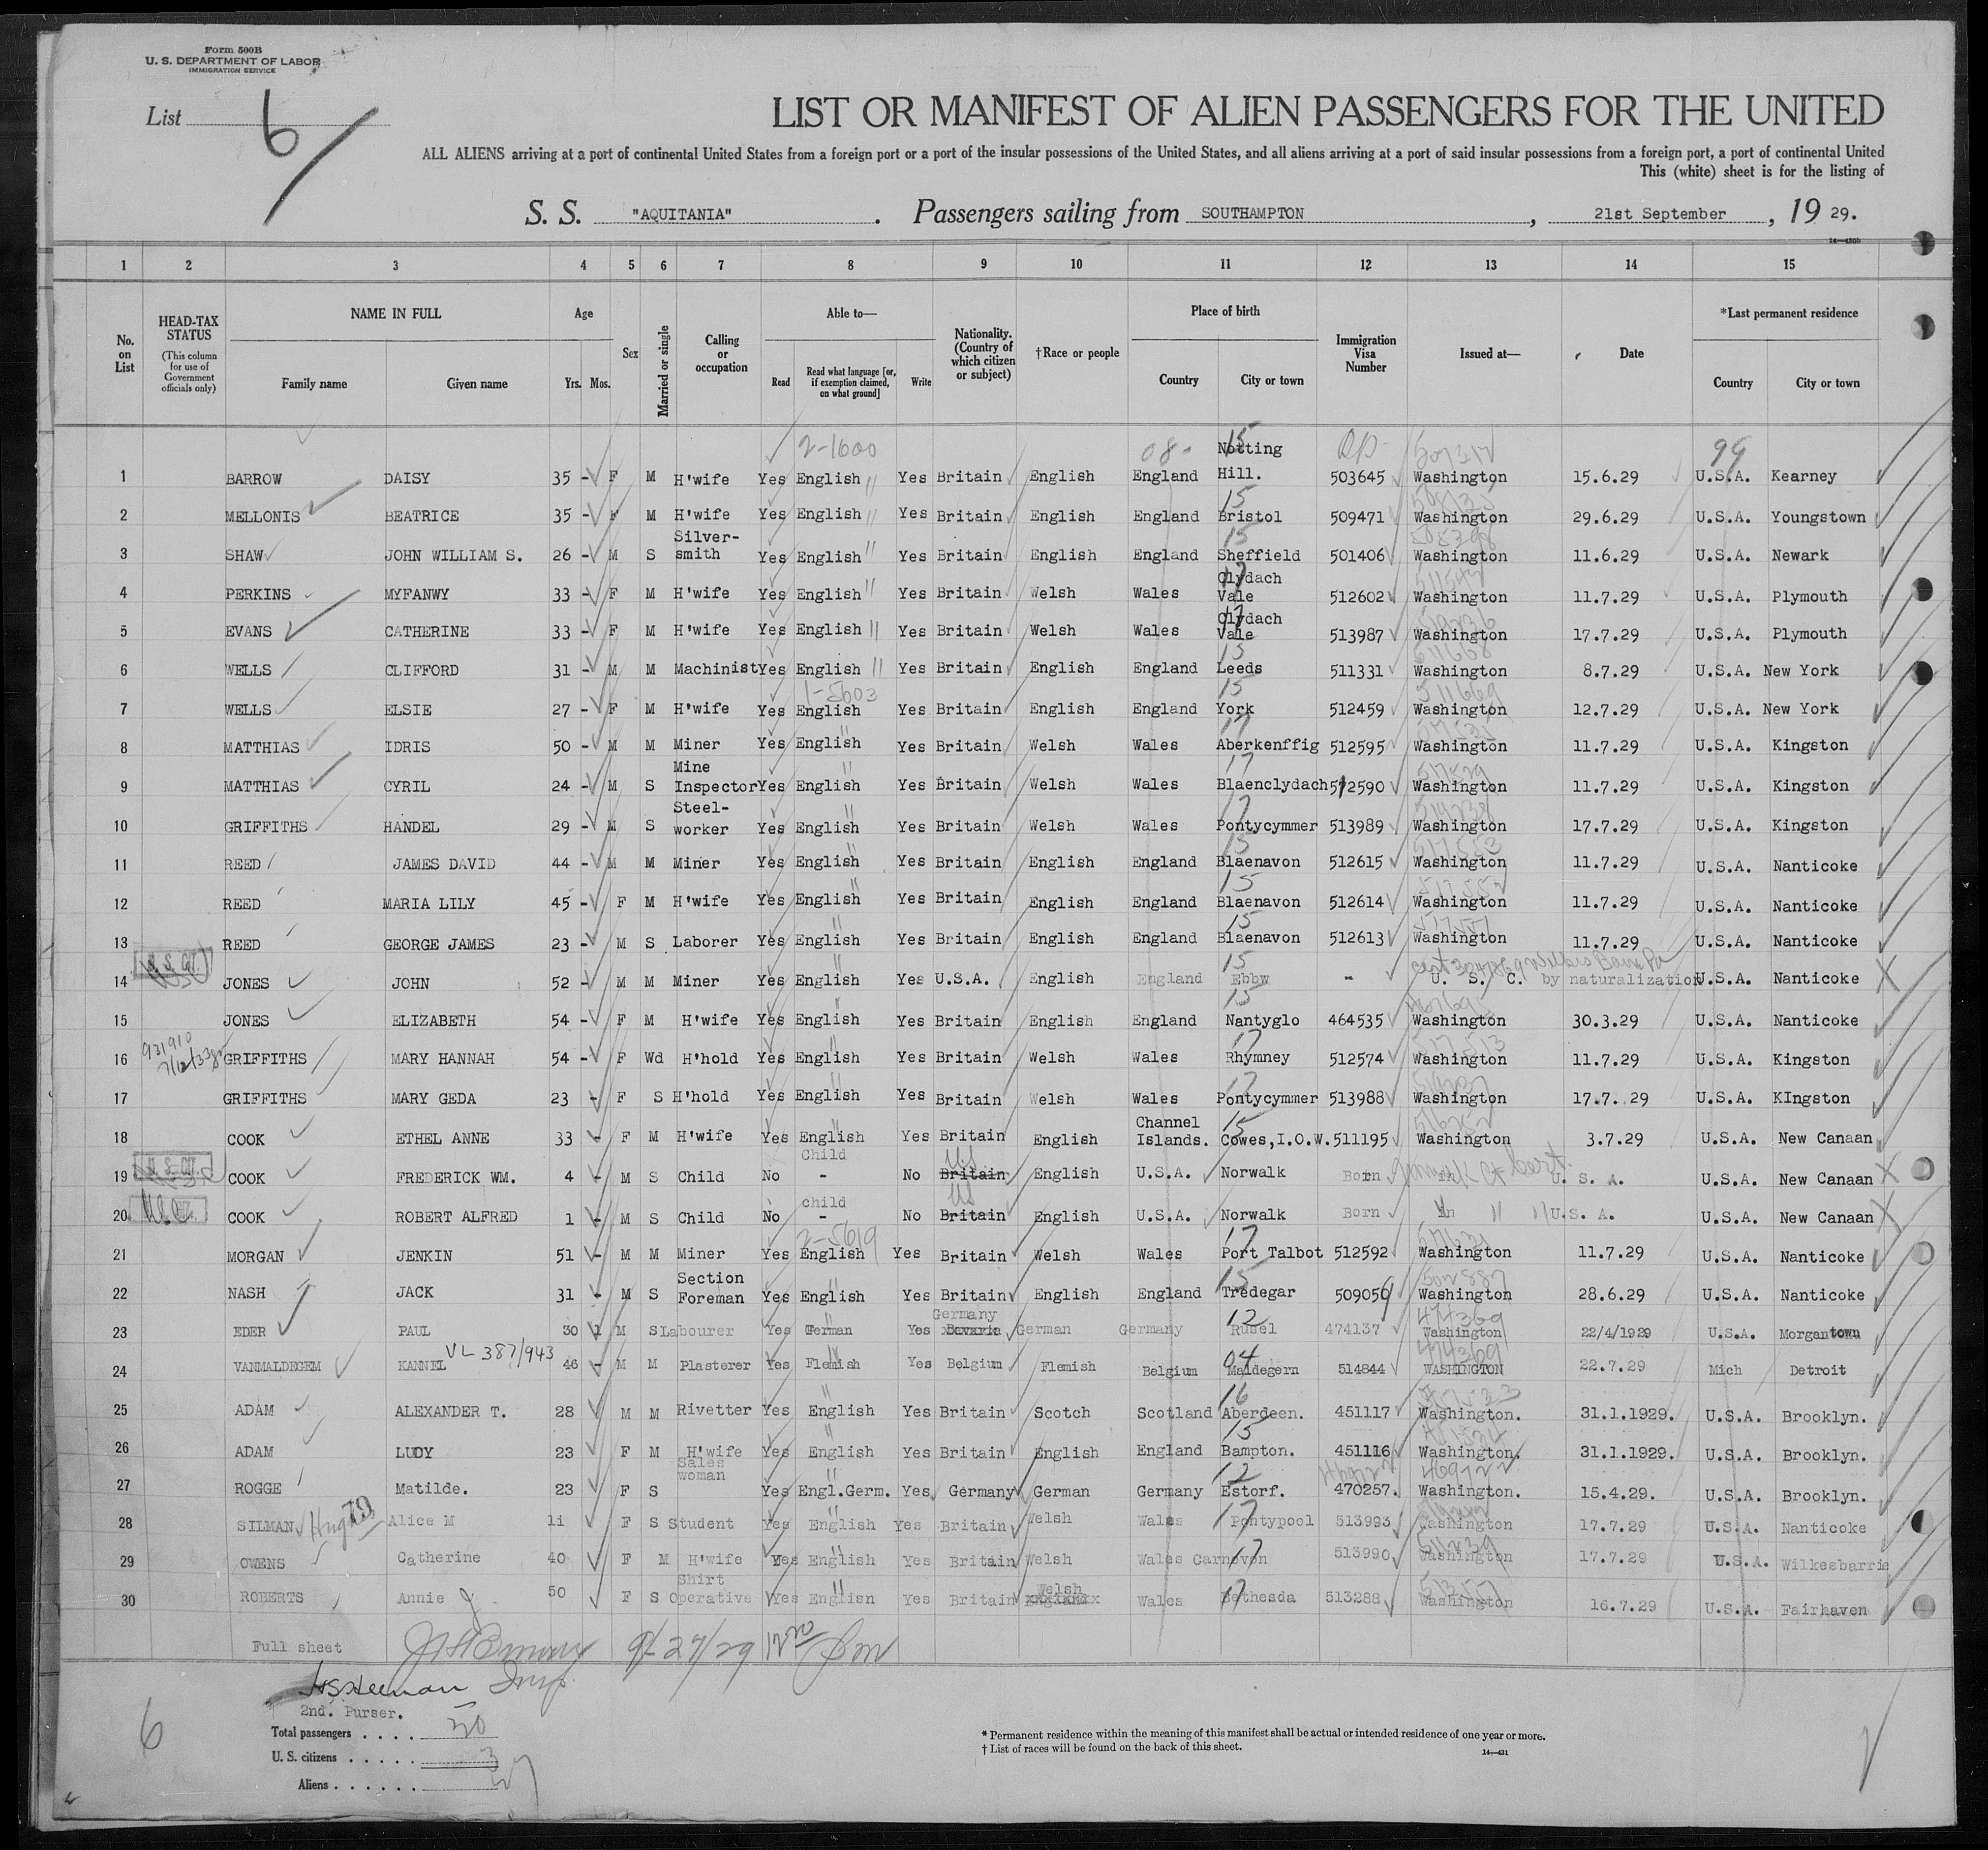 Form 500B
U. S. DEPARTMENT OF LABOR
IMMIGRATION SERVICE
List 6
LIST OR MANIFEST OF ALIEN PASSENGERS FOR THE UNITED
ALL ALIENS arriving at a port of continental United States from a foreign port or a port of the insular possessions of the United States, and all aliens arriving at a port of said insular possessions from a foreign port, a port of continental United
This (white) sheet is for the listing of
S. S. "AQUITANIA". Passengers sailing from SOUTHAMPTON, 21st September, 19 29.
1 2 3 4 5 6 7 8 9 10 11 12 13 14 15
No. on List
HEAD-TAX STATUS (This column for use of Government officials only)
NAME IN FULL Family name Given name
Age Yrs. Mos.
Sex
Married or single
Calling or occupation
Able to— Read Read what language [or, if exemption claimed, on what ground] Write
Nationality. (Country of which citizen or subject)
†Race or people
Place of birth Country City or town
Immigration Visa Number
Issued at—
Date
*Last permanent residence Country City or town
2-1600 08- 15 99
1 BARROW DAISY 35 - F M H'wife Yes English Yes Britain English England Notting Hill. 503645 Washington 15.6.29 U.S.A. Kearney
2 MELLONIS BEATRICE 35 - F M H'wife Yes English Yes Britain English England Bristol 509471 Washington 29.6.29 U.S.A. Youngstown
3 SHAW JOHN WILLIAM S. 26 - M S Silver-smith Yes English Yes Britain English England Sheffield 501406 Washington 11.6.29 U.S.A. Newark
4 PERKINS MYFANWY 33 - F M H'wife Yes English Yes Britain Welsh Wales Clydach Vale 512602 Washington 11.7.29 U.S.A. Plymouth
5 EVANS CATHERINE 33 - F M H'wife Yes English Yes Britain Welsh Wales Clydach Vale 513987 Washington 17.7.29 U.S.A. Plymouth
6 WELLS CLIFFORD 31 - M M Machinist Yes English Yes Britain English England Leeds 511331 Washington 8.7.29 U.S.A. New York
7 WELLS ELSIE 27 - F M H'wife Yes English Yes Britain English England York 512459 Washington 12.7.29 U.S.A. New York
8 MATTHIAS IDRIS 50 - M M Miner Yes English Yes Britain Welsh Wales Aberkenffig 512595 Washington 11.7.29 U.S.A. Kingston
9 MATTHIAS CYRIL 24 - M S Mine Inspector Yes English Yes Britain Welsh Wales Blaenclydach 512590 Washington 11.7.29 U.S.A. Kingston
10 GRIFFITHS HANDEL 29 - M S Steel-worker Yes English Yes Britain Welsh Wales Pontycymmer 513989 Washington 17.7.29 U.S.A. Kingston
11 REED JAMES DAVID 44 - M M Miner Yes English Yes Britain English England Blaenavon 512615 Washington 11.7.29 U.S.A. Nanticoke
12 REED MARIA LILY 45 - F M H'wife Yes English Yes Britain English England Blaenavon 512614 Washington 11.7.29 U.S.A. Nanticoke
13 REED GEORGE JAMES 23 - M S Laborer Yes English Yes Britain English England Blaenavon 512613 Washington 11.7.29 U.S.A. Nanticoke
14 JONES JOHN 52 - M M Miner Yes English Yes U.S.A. English England Ebbw - U. S. C. by naturalization U.S.A. Nanticoke
15 JONES ELIZABETH 54 - F M H'wife Yes English Yes Britain English England Nantyglo 464535 Washington 30.3.29 U.S.A. Nanticoke
16 GRIFFITHS MARY HANNAH 54 - F Wd H'hold Yes English Yes Britain Welsh Wales Rhymney 512574 Washington 11.7.29 U.S.A. Kingston
17 GRIFFITHS MARY GEDA 23 - F S H'hold Yes English Yes Britain Welsh Wales Pontycymmer 513988 Washington 17.7. 29 U.S.A. KIngston
18 COOK ETHEL ANNE 33 - F M H'wife Yes English Yes Britain English Channel Islands. Cowes,I.O.W. 511195 Washington 3.7.29 U.S.A. New Canaan
19 COOK FREDERICK WM. 4 - M S Child No Child - No Britain English U.S.A. Norwalk Born U. S. A. U.S.A. New Canaan
20 COOK ROBERT ALFRED 1 - M S Child No child - No Britain English U.S.A. Norwalk Born in U.S. A. U.S.A. New Canaan
21 MORGAN JENKIN 51 - M M Miner Yes English Yes Britain Welsh Wales Port Talbot 512592 Washington 11.7.29 U.S.A. Nanticoke
22 NASH JACK 31 - M S Section Foreman Yes English Yes Britain English England Tredegar 509056 Washington 28.6.29 U.S.A. Nanticoke
23 EDER PAUL 30 M S Labourer Yes German Yes Germany German Germany Rusel 474137 Washington 22/4/1929 U.S.A. Morgantown
24 VANMALDEGEM KANNEL VL 387/943 46 - M M Plasterer Yes Flemish Yes Belgium Flemish Belgium Maldegern 514844 WASHINGTON 22.7.29 Mich Detroit
25 ADAM ALEXANDER T. 28 M M Rivetter Yes English Yes Britain Scotch Scotland Aberdeen. 451117 Washington. 31.1.1929. U.S.A. Brooklyn.
26 ADAM LUDY 23 F M H'wife Yes English Yes Britain English England Bampton. 451116 Washington. 31.1.1929. U.S.A. Brooklyn.
27 ROGGE Matilde. 23 F S Sales woman Yes Engl.Germ. Yes Germany German Germany Estorf. 470257. Washington. 15.4.29. U.S.A. Brooklyn.
28 SILMAN Alice M 11 F S Student Yes English Yes Britain Welsh Wales Pontypool 513993 Washington 17.7.29 U.S.A. Nanticoke
29 OWENS Catherine 40 F M H'wife Yes English Yes Britain Welsh Wales Carnovon 513990 Washington 17.7.29 U.S.A. Wilkesbarrie
30 ROBERTS Annie J 50 F S Shirt Operative Yes English Yes Britain Welsh Wales Bethesda 513288 Washington 16.7.29 U.S.A. Fairhaven
Full sheet 9/27/29
2nd. Purser.
Total passengers . . . . 30
U. S. citizens . . . . . 3
Aliens . . . . . . 27
6
* Permanent residence within the meaning of this manifest shall be actual or intended residence of one year or more.
† List of races will be found on the back of this sheet.
14—431